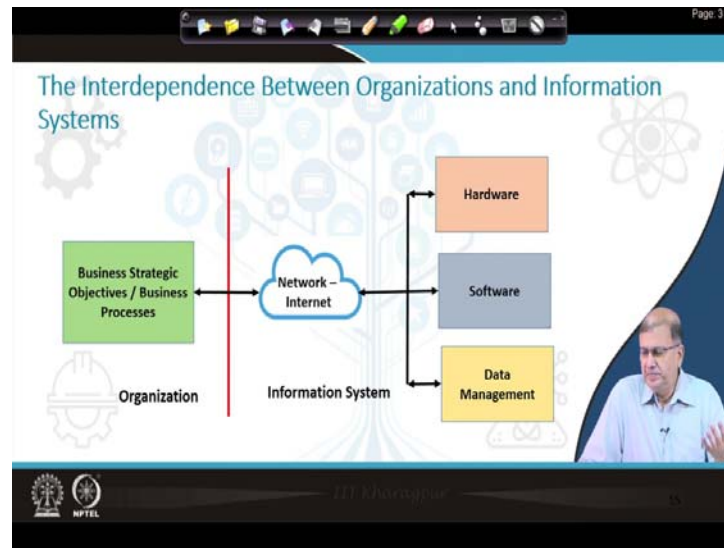 Page. 3
The Interdependence Between Organizations and Information
Systems
Hardware
Business Strategic
Objectives / Business
Processes
Network –
Internet
Software
Data
Management
Organization
Information System
NPTEL
IIT Kharagpur
15